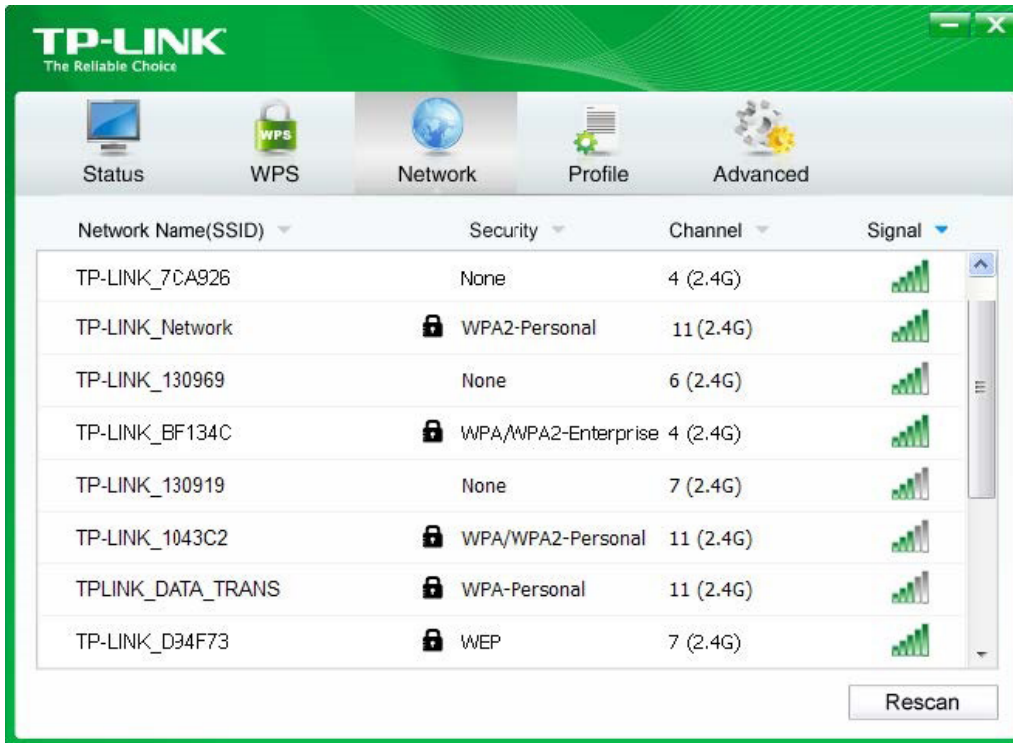 TP-LINK
The Reliable Choice
WPS
Status WPS Network Profile Advanced
Network Name(SSID) Security Channel Signal
TP-LINK_7CA926 None 4 (2.4G)
TP-LINK_Network WPA2-Personal 11 (2.4G)
TP-LINK_130969 None 6 (2.4G)
TP-LINK_BF134C WPA/WPA2-Enterprise 4 (2.4G)
TP-LINK_130919 None 7 (2.4G)
TP-LINK_1043C2 WPA/WPA2-Personal 11 (2.4G)
TPLINK_DATA_TRANS WPA-Personal 11 (2.4G)
TP-LINK_D94F73 WEP 7 (2.4G)
Rescan